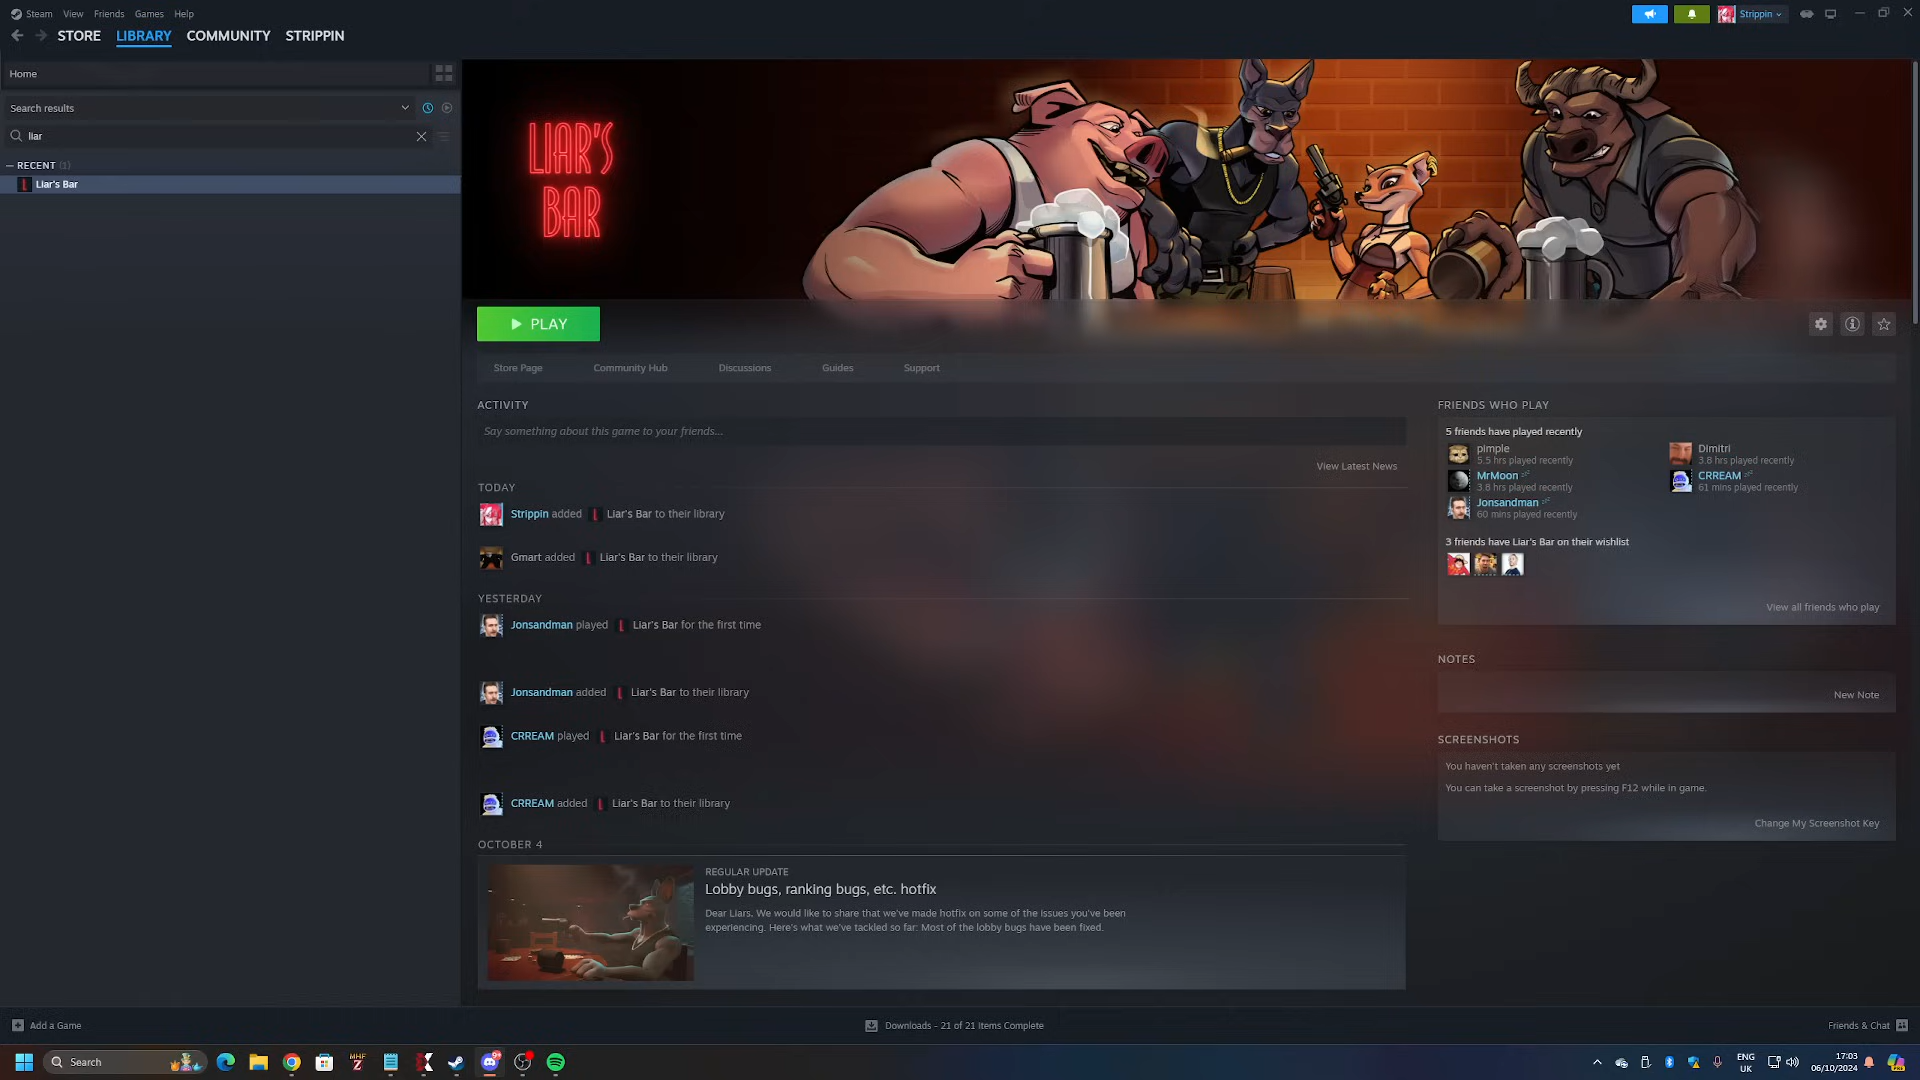 Steam View Friends Games Help
Strippin
STORE LIBRARY COMMUNITY STRIPPIN
Home
Search results
liar
RECENT (1)
Liar's Bar
LIAR'S
BAR
PLAY
Store Page Community Hub Discussions Guides Support
ACTIVITY
Say something about this game to your friends...
View Latest News
TODAY
Strippin added Liar's Bar to their library
Gmart added Liar's Bar to their library
YESTERDAY
Jonsandman played Liar's Bar for the first time
Jonsandman added Liar's Bar to their library
CRREAM played Liar's Bar for the first time
CRREAM added Liar's Bar to their library
OCTOBER 4
REGULAR UPDATE
Lobby bugs, ranking bugs, etc. hotfix
Dear Liars, We would like to share that we've made hotfix on some of the issues you've been
experiencing. Here's what we've tackled so far: Most of the lobby bugs have been fixed.
FRIENDS WHO PLAY
5 friends have played recently
pimple
5.5 hrs played recently
Dimitri
3.8 hrs played recently
MrMoon
3.8 hrs played recently
CRREAM
61 mins played recently
Jonsandman
60 mins played recently
3 friends have Liar's Bar on their wishlist
View all friends who play
NOTES
New Note
SCREENSHOTS
You haven't taken any screenshots yet
You can take a screenshot by pressing F12 while in game.
Change My Screenshot Key
Add a Game
Downloads - 21 of 21 Items Complete
Friends & Chat
Search
MHF
Z
9+
ENG
UK
17:03
06/10/2024